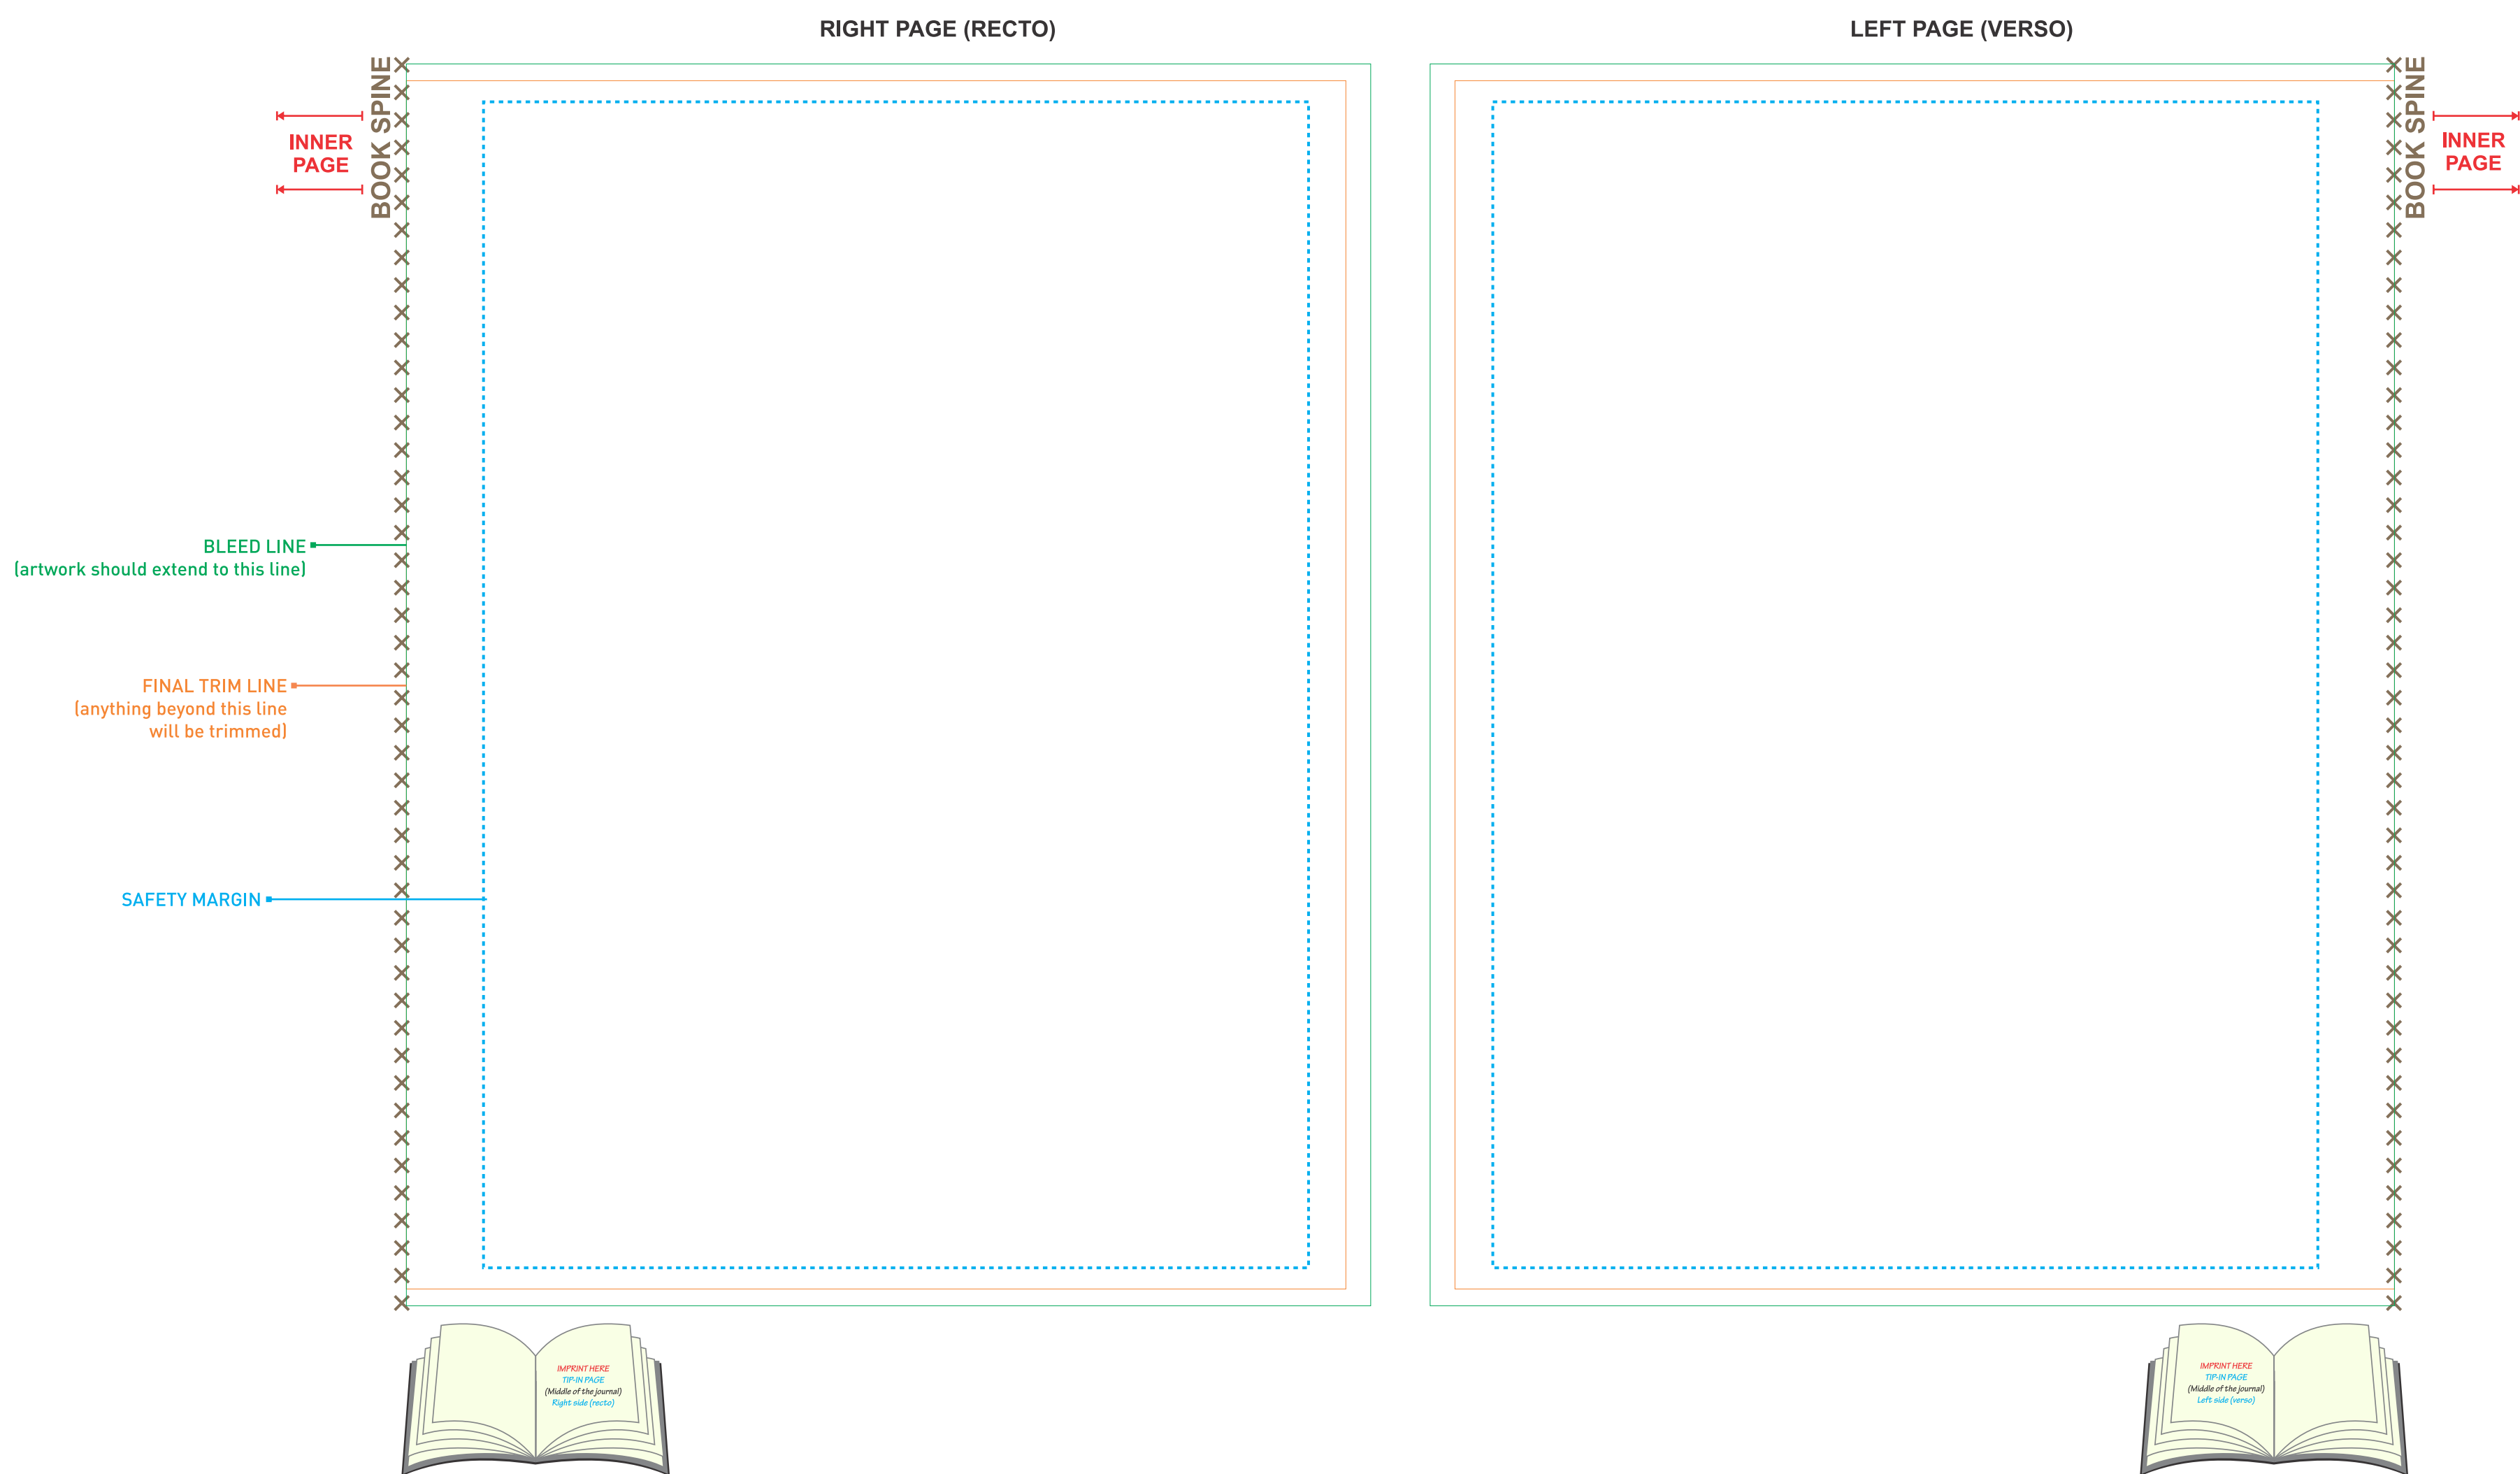 RIGHT PAGE (RECTO)
LEFT PAGE (VERSO)
BOOK SPINE
INNER
PAGE
BOOK SPINE
INNER
PAGE
BLEED LINE
(artwork should extend to this line)
FINAL TRIM LINE
(anything beyond this line
will be trimmed)
SAFETY MARGIN
IMPRINT HERE
TIP-IN PAGE
(Middle of the journal)
Right side (recto)
IMPRINT HERE
TIP-IN PAGE
(Middle of the journal)
Left side (verso)